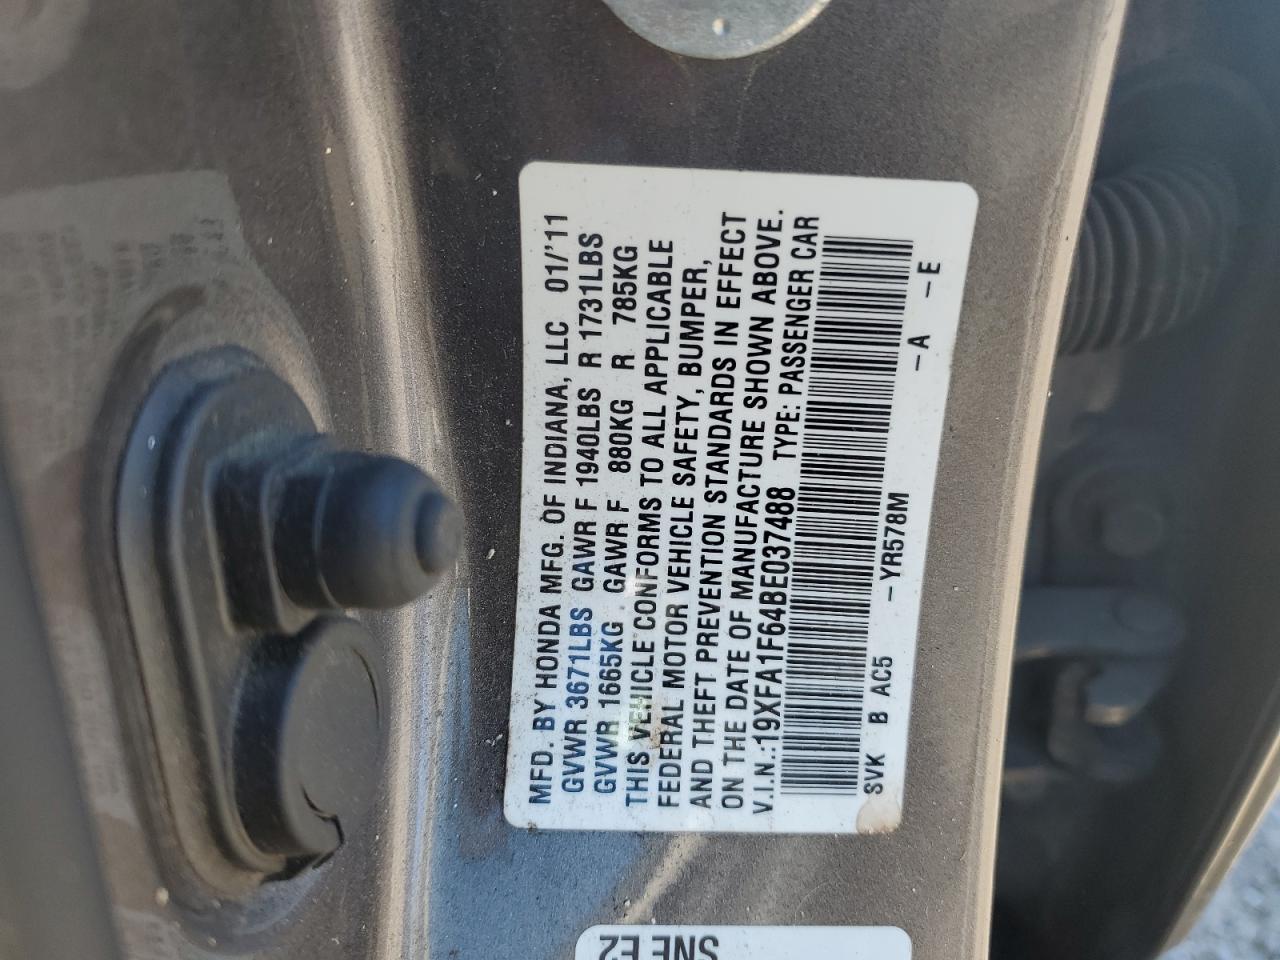 MFD. BY HONDA MFG. OF INDIANA, LLC 01/'11
GVWR 3671LBS GAWR F 1940LBS R 1731LBS
GVWR 1665KG GAWR F 880KG R 785KG
THIS VEHICLE CONFORMS TO ALL APPLICABLE
FEDERAL MOTOR VEHICLE SAFETY, BUMPER,
AND THEFT PREVENTION STANDARDS IN EFFECT
ON THE DATE OF MANUFACTURE SHOWN ABOVE.
V.I.N.:19XFA1F64BE037488 TYPE: PASSENGER CAR
SVK B AC5 -YR578M -A -E
SNE E2